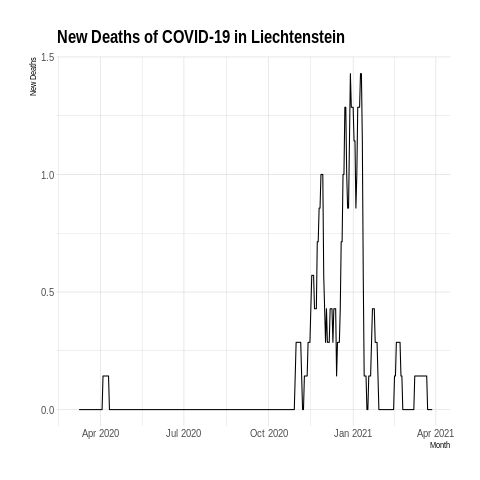 New Deaths of COVID-19 in Liechtenstein
New Deaths
1.5
1.0
0.5
0.0
Apr 2020
Jul 2020
Oct 2020
Jan 2021
Apr 2021
Month